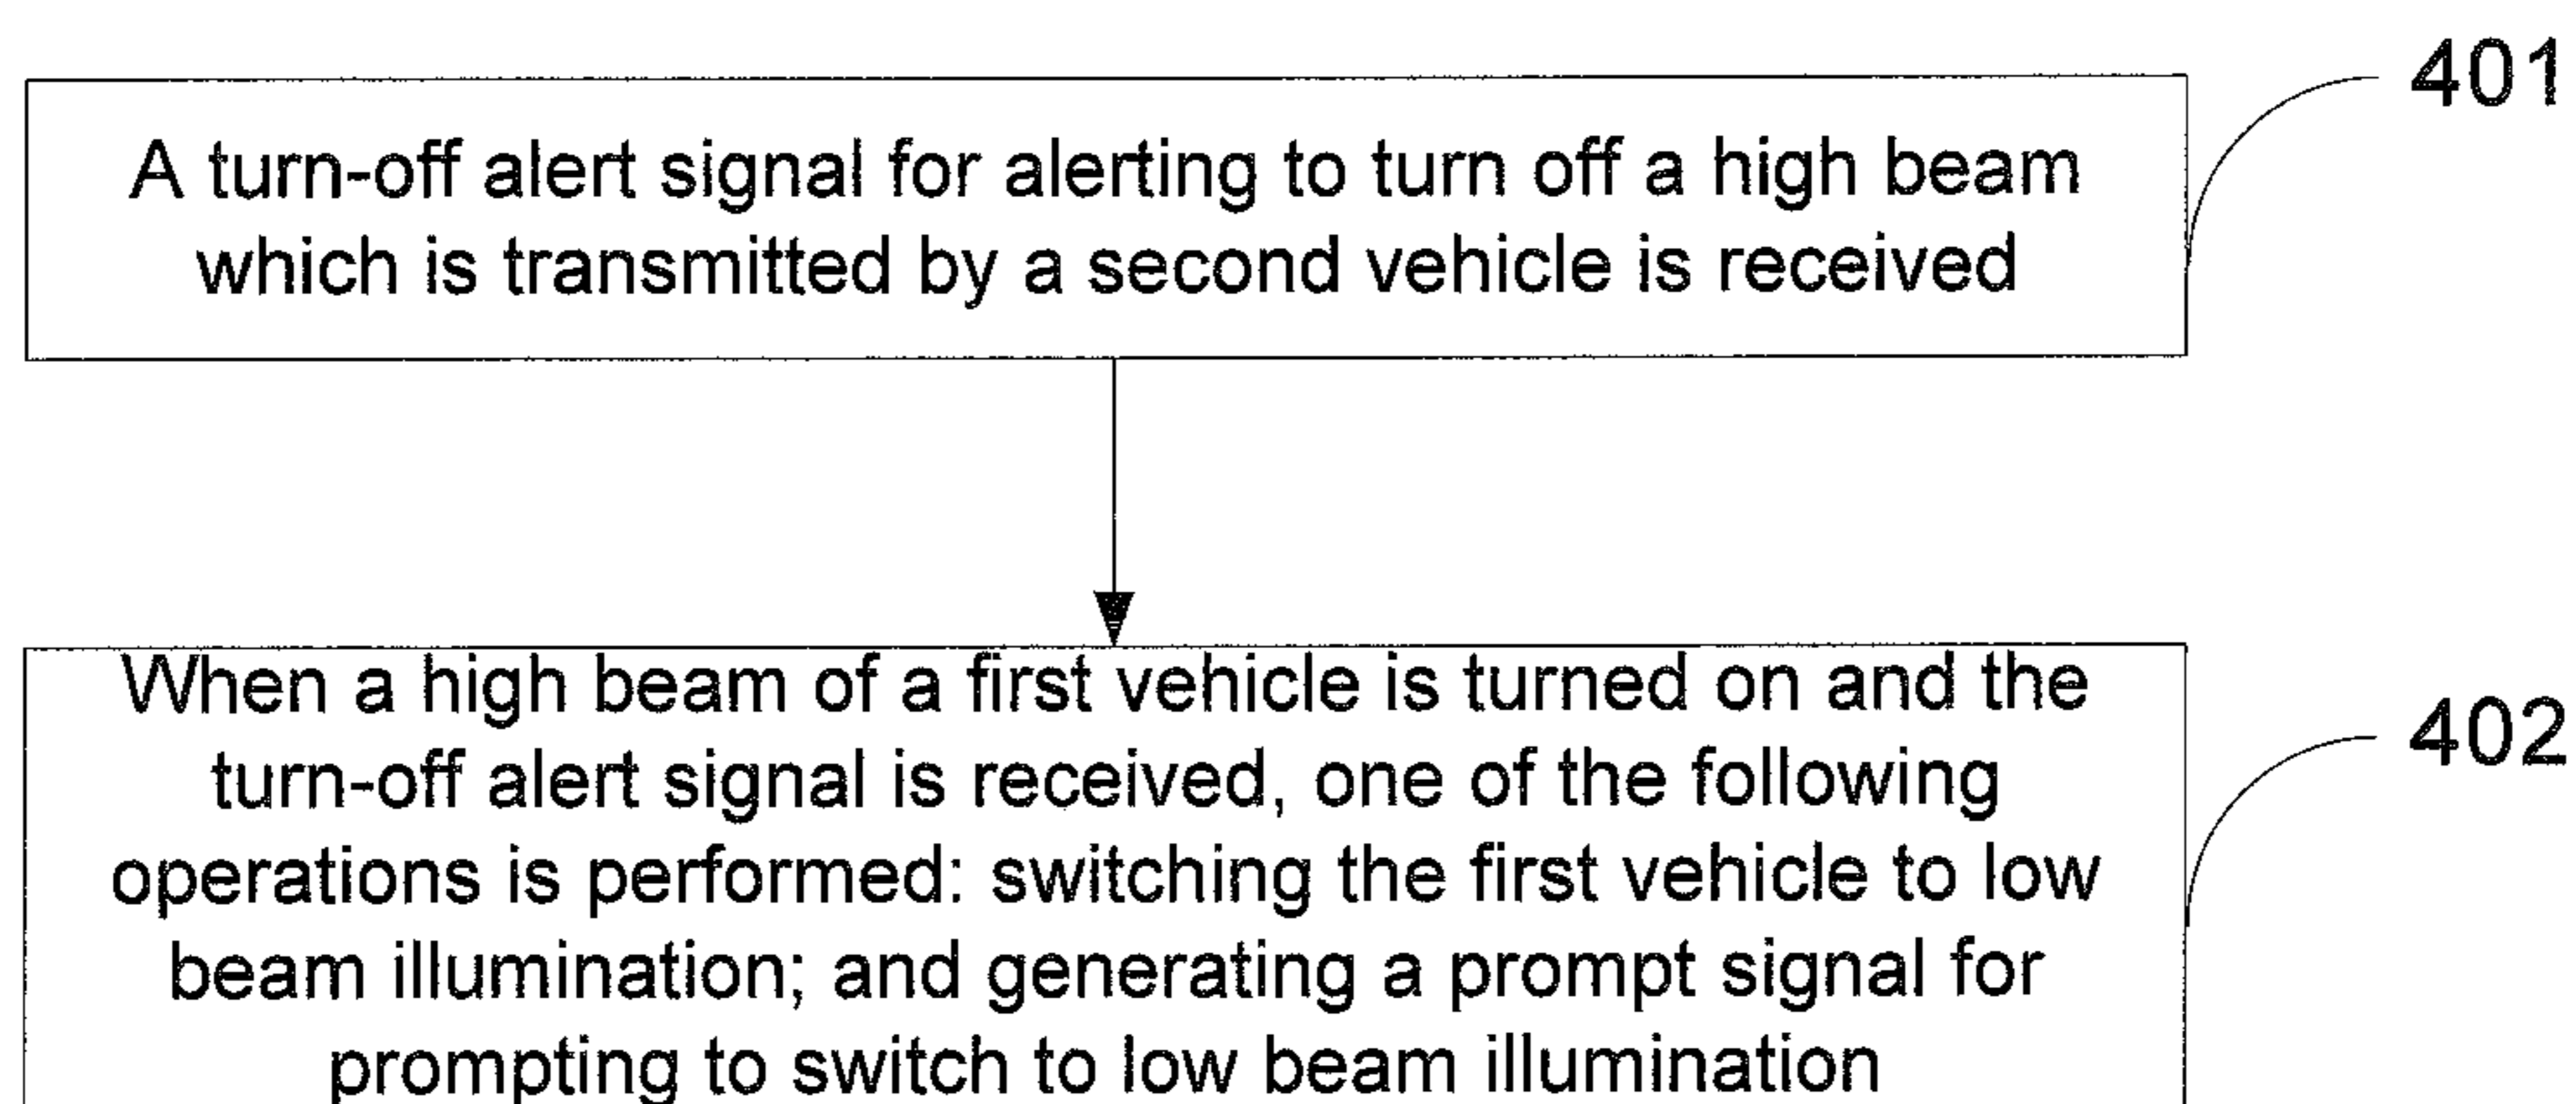 401
A turn-off alert signal for alerting to turn off a high beam
which is transmitted by a second vehicle is received
When a high beam of a first vehicle is turned on and the
402
turn-off alert signal is received, one of the following
operations is performed: switching the first vehicle to low
beam illumination; and generating a prompt signal for
prompting to switch to low beam illumination